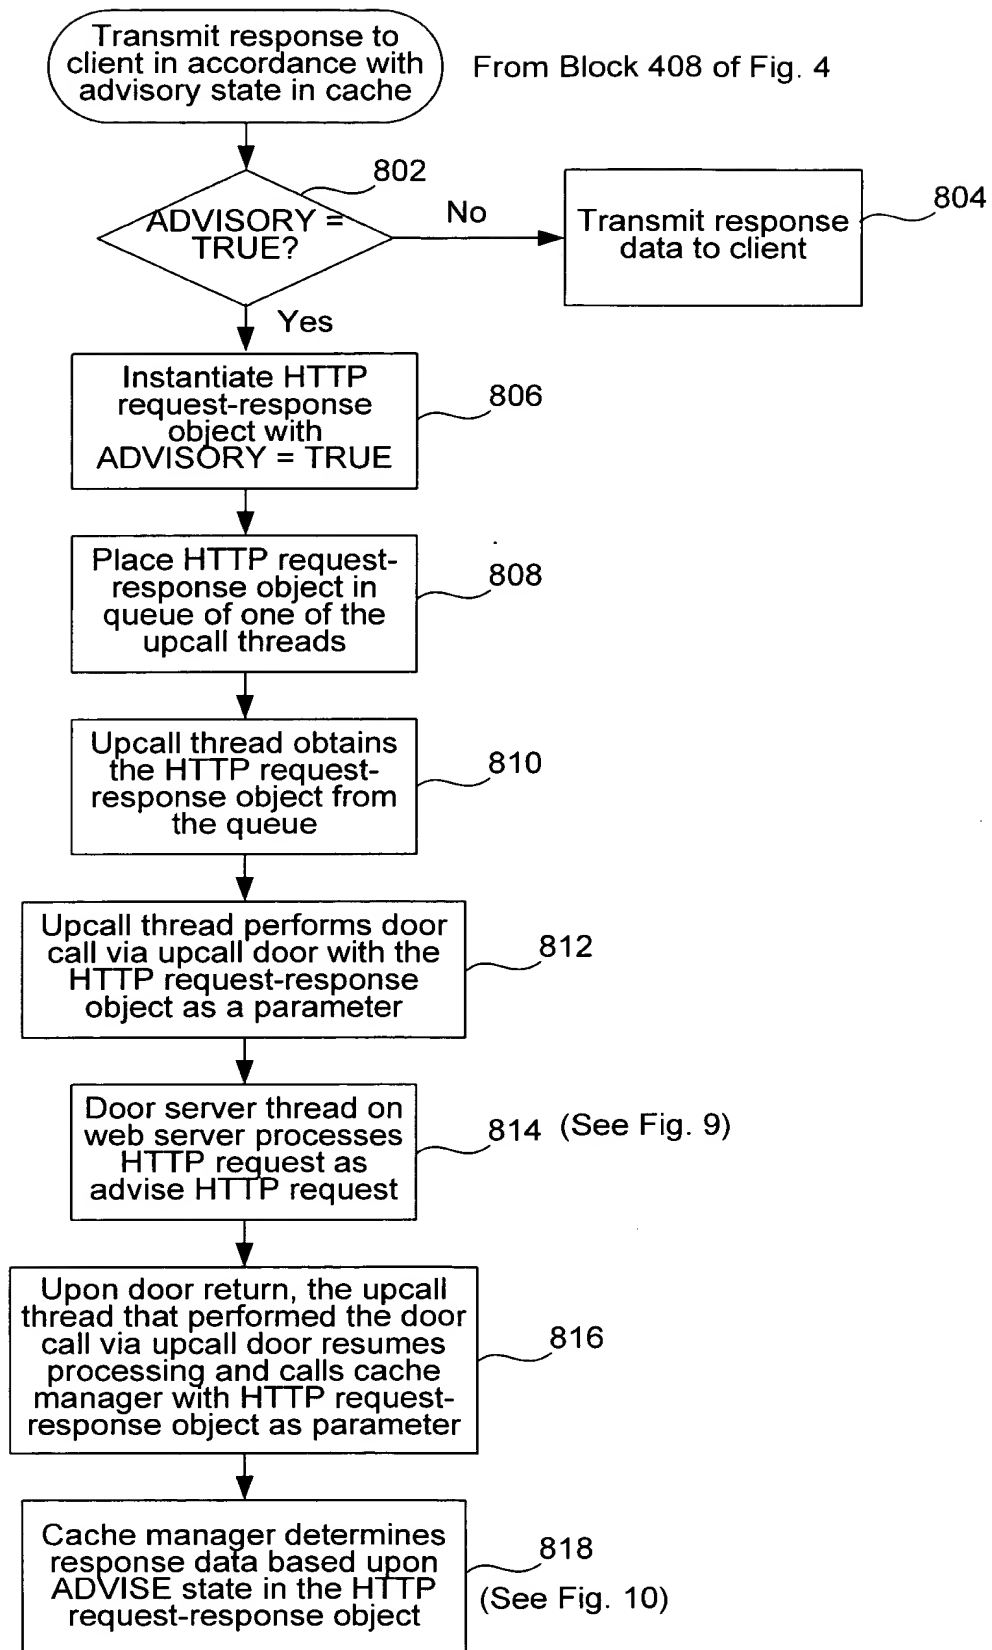 Transmit response to
client in accordance with
advisory state in cache
From Block 408 of Fig. 4
802
ADVISORY =
TRUE?
No
Transmit response
data to client
804
Yes
Instantiate HTTP
request-response
object with
ADVISORY = TRUE
806
Place HTTP request-
response object in
queue of one of the
upcall threads
808
Upcall thread obtains
the HTTP request-
response object from
the queue
810
Upcall thread performs door
call via upcall door with the
HTTP request-response
object as a parameter
812
Door server thread on
web server processes
HTTP request as
advise HTTP request
814 (See Fig. 9)
Upon door return, the upcall
thread that performed the door
call via upcall door resumes
processing and calls cache
manager with HTTP request-
response object as parameter
816
Cache manager determines
response data based upon
ADVISE state in the HTTP
request-response object
818
(See Fig. 10)